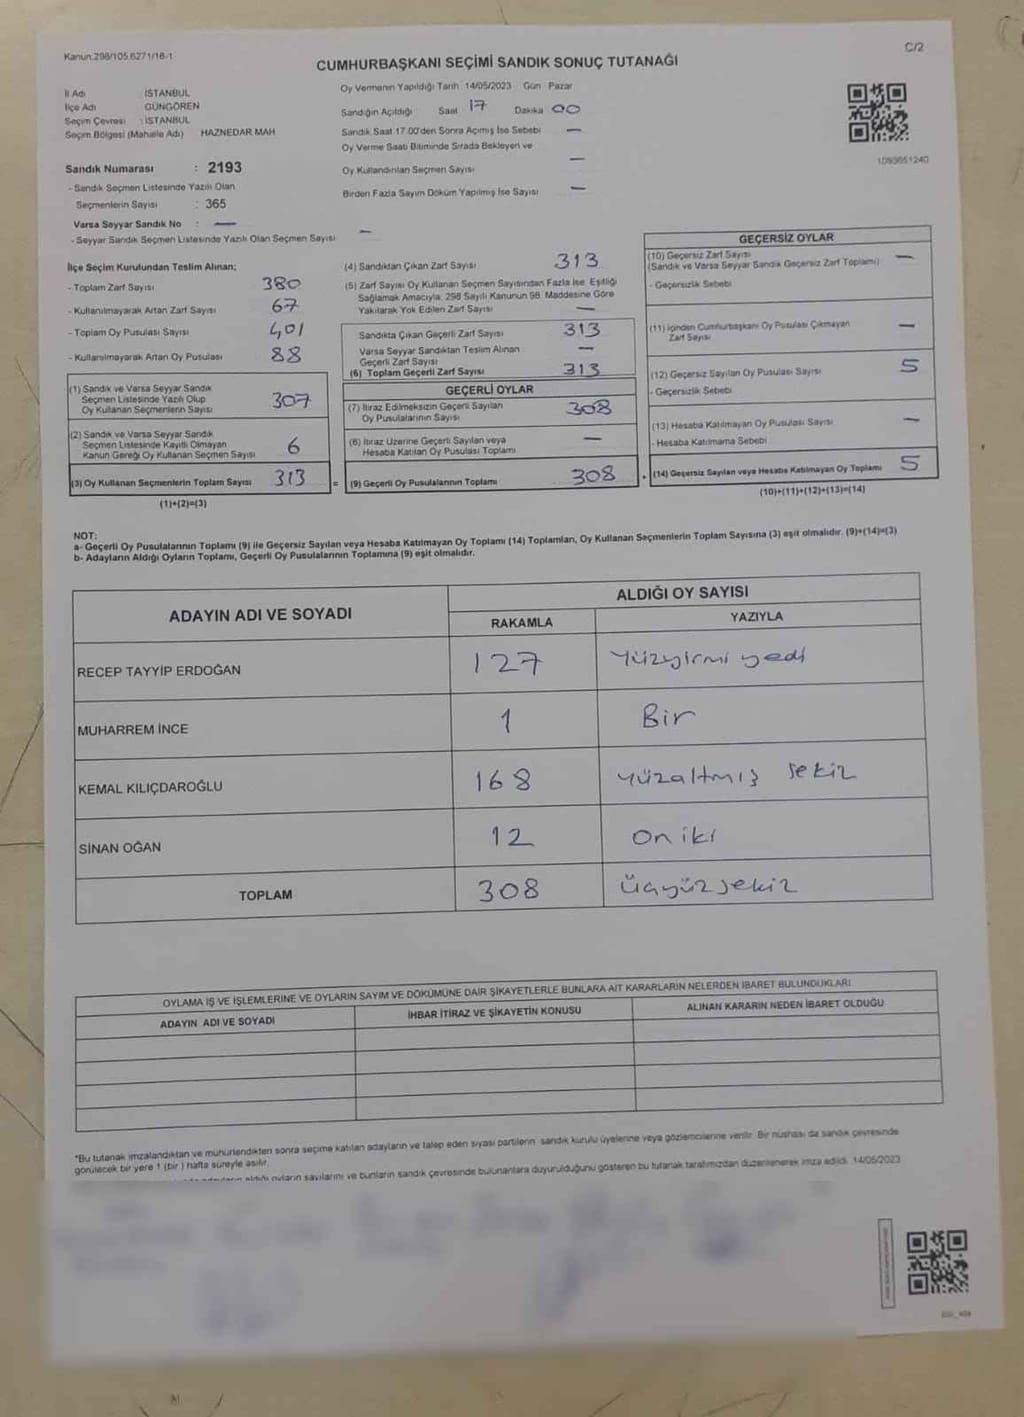 Kanun:298/105.6271/16-1
C/2
CUMHURBAŞKANI SEÇİMİ SANDIK SONUÇ TUTANAĞI
İl Adı İSTANBUL
İlçe Adı GÜNGÖREN
Seçim Çevresi : İSTANBUL
Seçim Bölgesi (Mahalle Adı) HAZNEDAR MAH
Sandık Numarası : 2193
- Sandık Seçmen Listesinde Yazılı Olan
Seçmenlerin Sayısı : 365
Varsa Seyyar Sandık No : —
- Seyyar Sandık Seçmen Listesinde Yazılı Olan Seçmen Sayısı —
Oy Vermenin Yapıldığı Tarih 14/05/2023 Gün Pazar
Sandığın Açıldığı Saat 17 Dakika 00
Sandık Saat 17.00'den Sonra Açımış İse Sebebi —
Oy Verme Saati Bitiminde Sırada Bekleyen ve
Oy Kullandırılan Seçmen Sayısı —
Birden Fazla Sayım Döküm Yapılmış İse Sayısı —
1093651240
İlçe Seçim Kurulundan Teslim Alınan;
- Toplam Zarf Sayısı 380
- Kullanılmayarak Artan Zarf Sayısı 67
- Toplam Oy Pusulası Sayısı 401
- Kullanılmayarak Artan Oy Pusulası 88
(1) Sandık ve Varsa Seyyar Sandık
Seçmen Listesinde Yazılı Olup
Oy Kullanan Seçmenlerin Sayısı 307
(2) Sandık ve Varsa Seyyar Sandık
Seçmen Listesinde Kayıtlı Olmayan
Kanun Gereği Oy Kullanan Seçmen Sayısı 6
(3) Oy Kullanan Seçmenlerin Toplam Sayısı 313 =
(1)+(2)=(3)
(4) Sandıktan Çıkan Zarf Sayısı 313
(5) Zarf Sayısı Oy Kullanan Seçmen Sayısından Fazla İse, Eşitliği
Sağlamak Amacıyla, 298 Sayılı Kanunun 98. Maddesine Göre
Yakılarak Yok Edilen Zarf Sayısı —
Sandıkta Çıkan Geçerli Zarf Sayısı 313
Varsa Seyyar Sandıktan Teslim Alınan
Geçerli Zarf Sayısı —
(6) Toplam Geçerli Zarf Sayısı 313
GEÇERLİ OYLAR
(7) İtiraz Edilmeksizin Geçerli Sayılan
Oy Pusulalarının Sayısı 308
(8) İtiraz Üzerine Geçerli Sayılan veya
Hesaba Katılan Oy Pusulası Toplamı —
(9) Geçerli Oy Pusulalarının Toplamı 308 +
GEÇERSİZ OYLAR
(10) Geçersiz Zarf Sayısı
(Sandık ve Varsa Seyyar Sandık Geçersiz Zarf Toplamı) —
- Geçersizlik Sebebi
(11) İçinden Cumhurbaşkanı Oy Pusulası Çıkmayan
Zarf Sayısı —
(12) Geçersiz Sayılan Oy Pusulası Sayısı 5
- Geçersizlik Sebebi
(13) Hesaba Katılmayan Oy Pusulası Sayısı —
- Hesaba Katılmama Sebebi
(14) Geçersiz Sayılan veya Hesaba Katılmayan Oy Toplamı 5
(10)+(11)+(12)+(13)=(14)
NOT:
a- Geçerli Oy Pusulalarının Toplamı (9) ile Geçersiz Sayılan veya Hesaba Katılmayan Oy Toplamı (14) Toplamları, Oy Kullanan Seçmenlerin Toplam Sayısına (3) eşit olmalıdır. (9)+(14)=(3)
b- Adayların Aldığı Oyların Toplamı, Geçerli Oy Pusulalarının Toplamına (9) eşit olmalıdır.
ADAYIN ADI VE SOYADI
ALDIĞI OY SAYISI
RAKAMLA YAZIYLA
RECEP TAYYİP ERDOĞAN 127 Yüzyirmi yedi
MUHARREM İNCE 1 Bir
KEMAL KILIÇDAROĞLU 168 Yüzaltmış sekiz
SİNAN OĞAN 12 On iki
TOPLAM 308 Üçyüz sekiz
OYLAMA İŞ VE İŞLEMLERİNE VE OYLARIN SAYIM VE DÖKÜMÜNE DAİR ŞİKAYETLERLE BUNLARA AİT KARARLARIN NELERDEN İBARET BULUNDUKLARI
ADAYIN ADI VE SOYADI İHBAR İTİRAZ VE ŞİKAYETİN KONUSU ALINAN KARARIN NEDEN İBARET OLDUĞU
*Bu tutanak imzalandıktan ve mühürlendikten sonra seçime katılan adayların ve talep eden siyasi partilerin sandık kurulu üyelerine veya gözlemcilerine verilir. Bir nüshası da sandık çevresinde
görülecek bir yere 1 (bir) hafta süreyle asılır.
aldığı oyların sayılarını ve bunların sandık çevresinde bulunanlara duyurulduğunu gösteren bu tutanak tarafımızdan düzenlenerek imza edildi. 14/05/2023